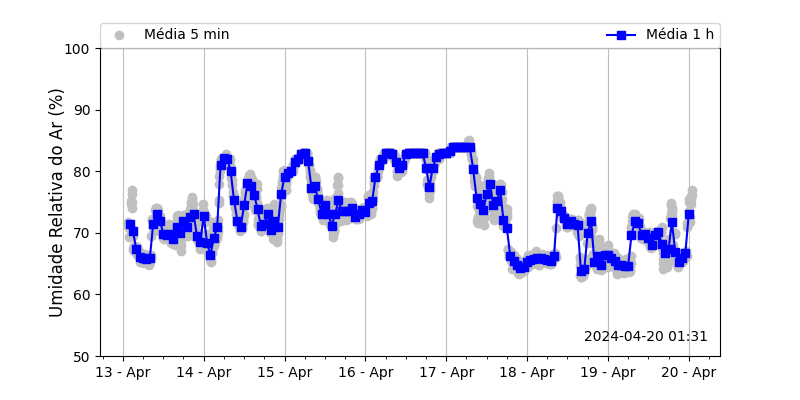 Média 5 min
Média 1 h
Umidade Relativa do Ar (%)
100
90
80
70
60
50
2024-04-20 01:31
13 - Apr
14 - Apr
15 - Apr
16 - Apr
17 - Apr
18 - Apr
19 - Apr
20 - Apr